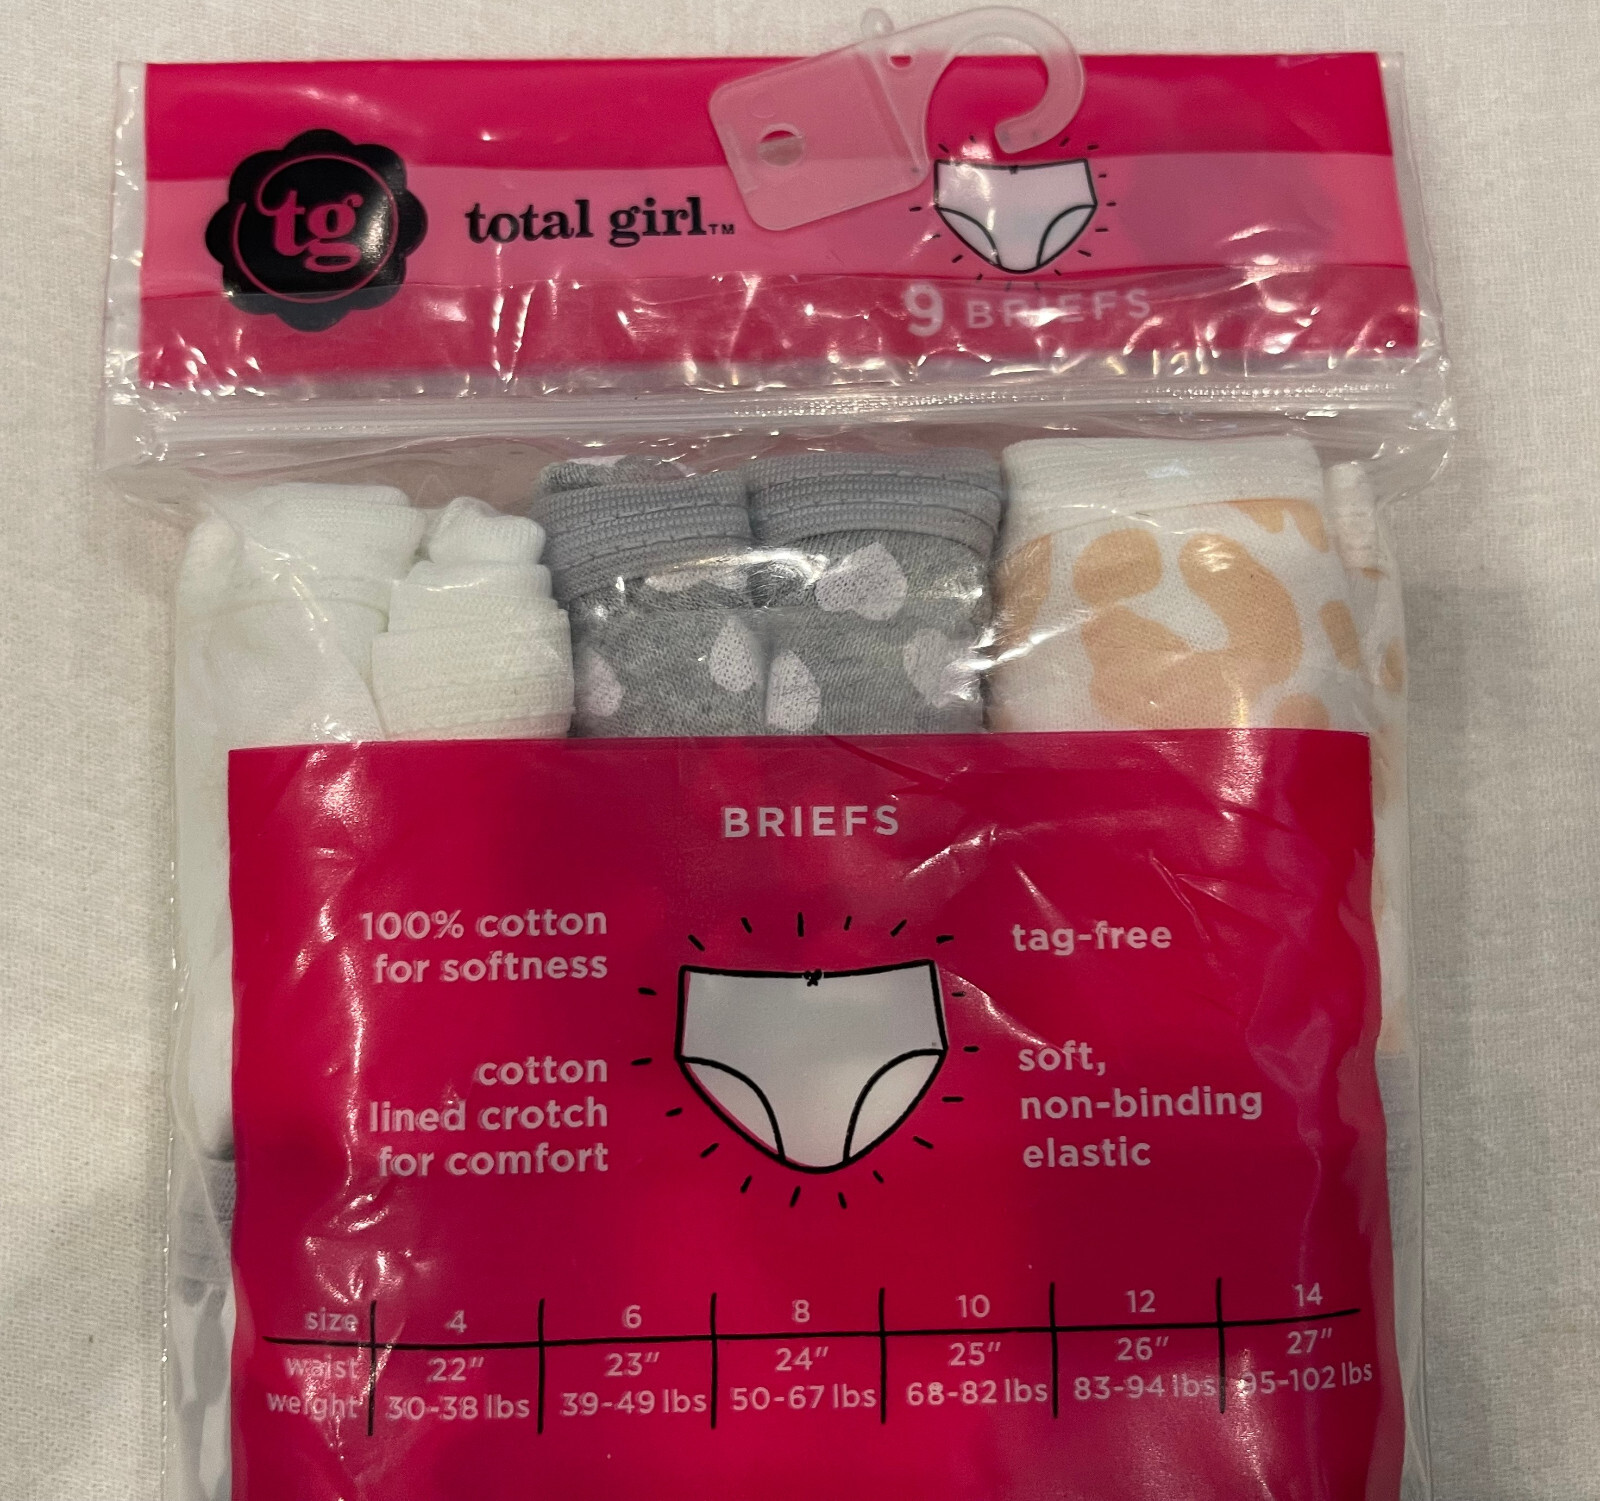 tg
total girl™
9 BRIEFS
BRIEFS
100% cotton
for softness
tag-free
cotton
lined crotch
for comfort
soft,
non-binding
elastic
size 4 6 8 10 12 14
waist 22" 23" 24" 25" 26" 27"
weight 30-38 lbs 39-49 lbs 50-67 lbs 68-82 lbs 83-94 lbs 95-102 lbs